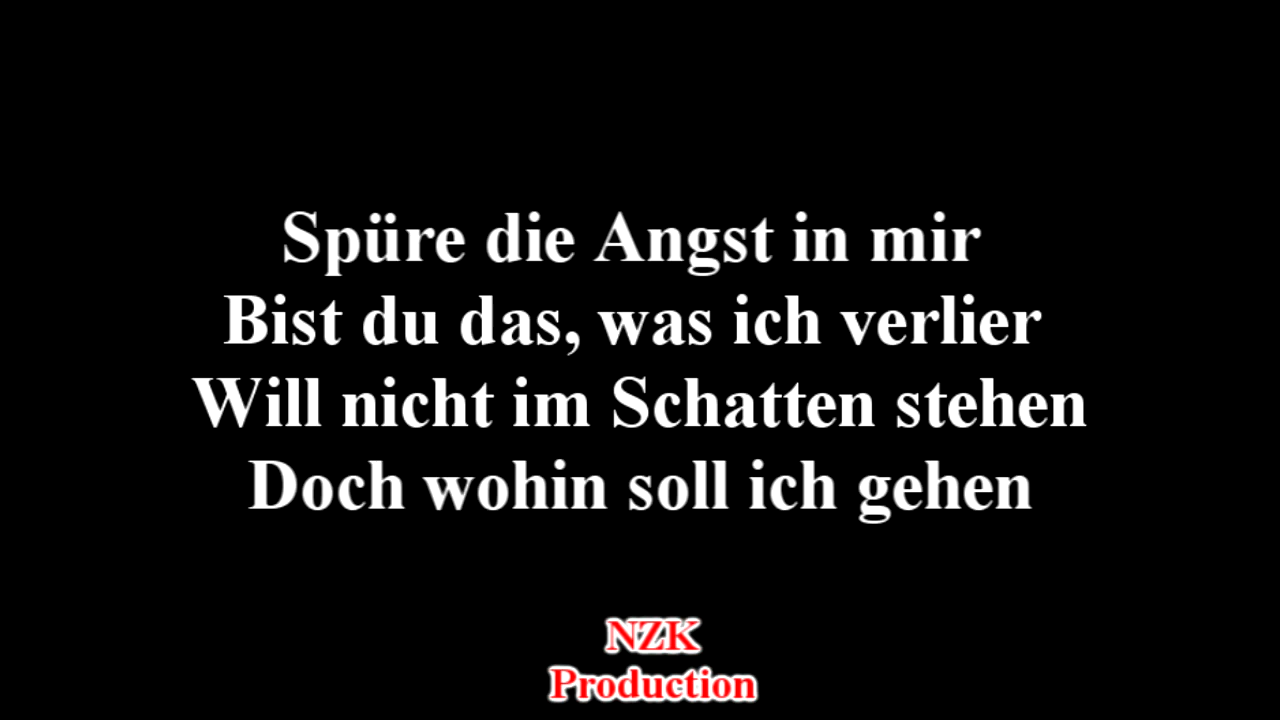 Spüre die Angst in mir
Bist du das, was ich verlier
Will nicht im Schatten stehen
Doch wohin soll ich gehen
NZK
Production